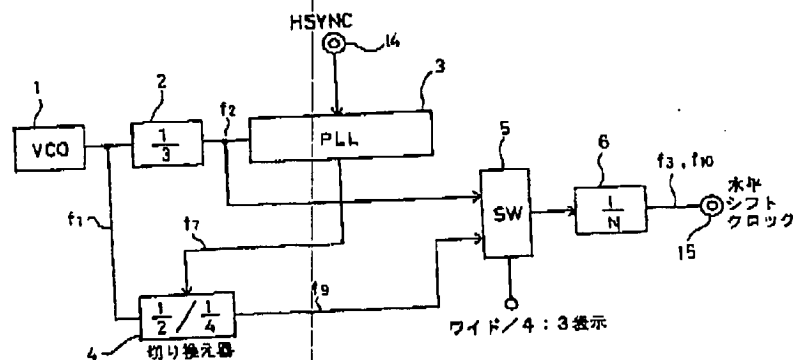 HSYNC
14
1
2
3
VCO
1/3
f2
PLL
5
6
SW
1/N
f3, f10
水平
シフト
クロック
15
f1
f7
1/2 / 1/4
f9
4
切り換え器
ワイド/4:3表示